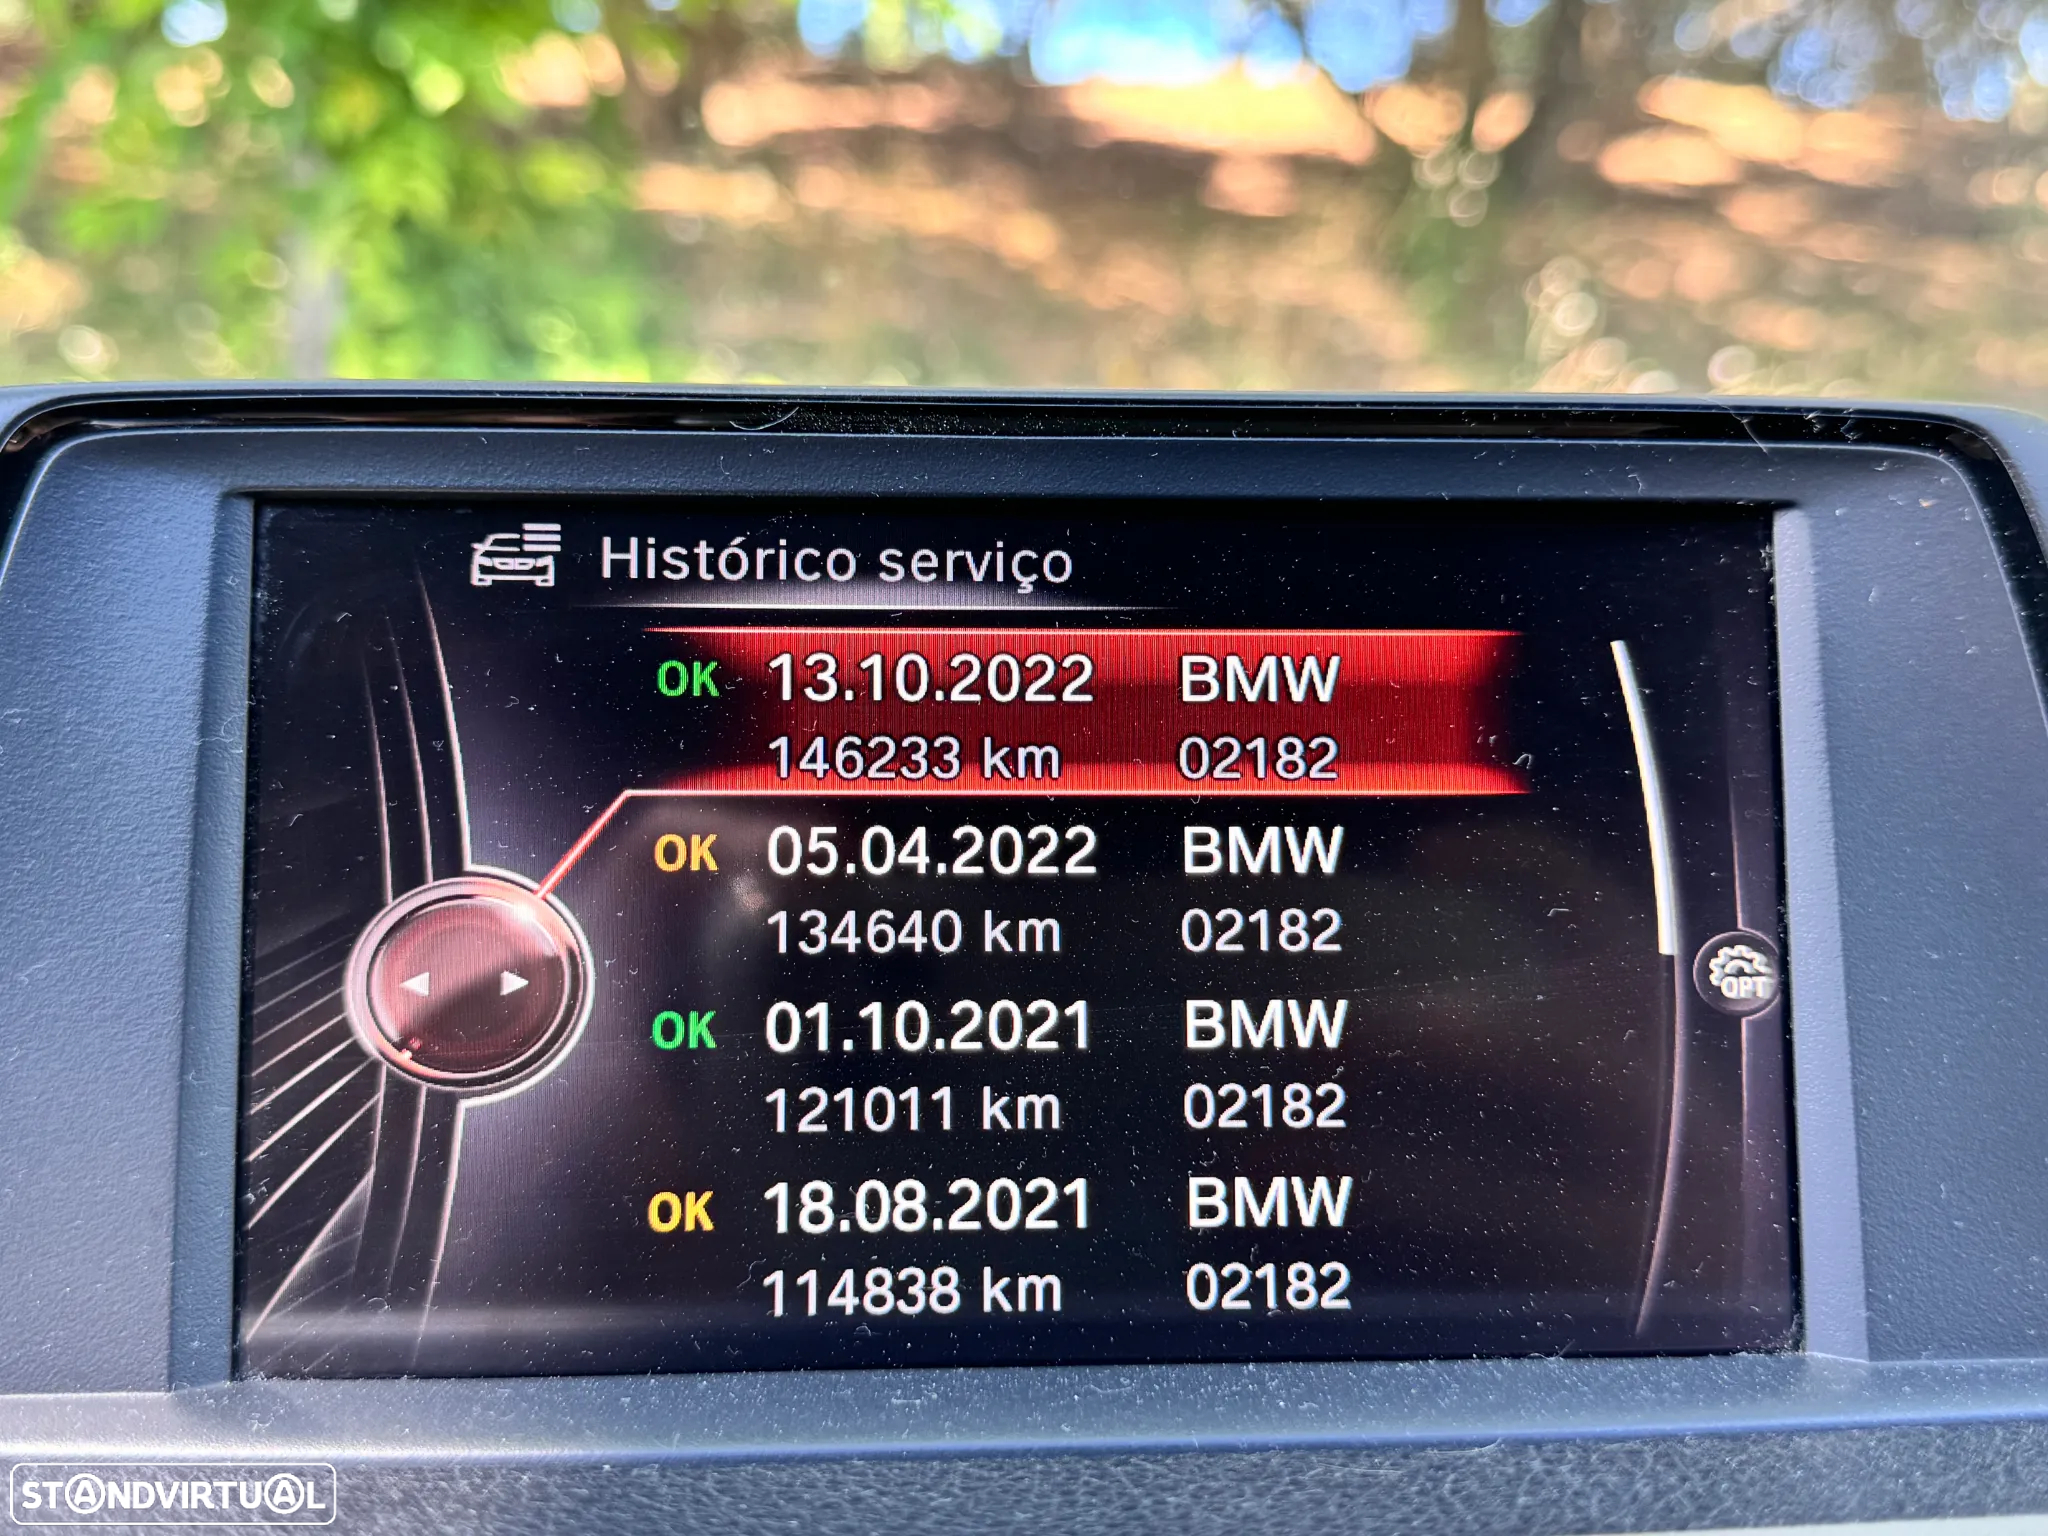 Histórico serviço
OK 13.10.2022 BMW
146233 km 02182
OK 05.04.2022 BMW
134640 km 02182
OK 01.10.2021 BMW
121011 km 02182
OK 18.08.2021 BMW
114838 km 02182
OPT
STANDVIRTUAL